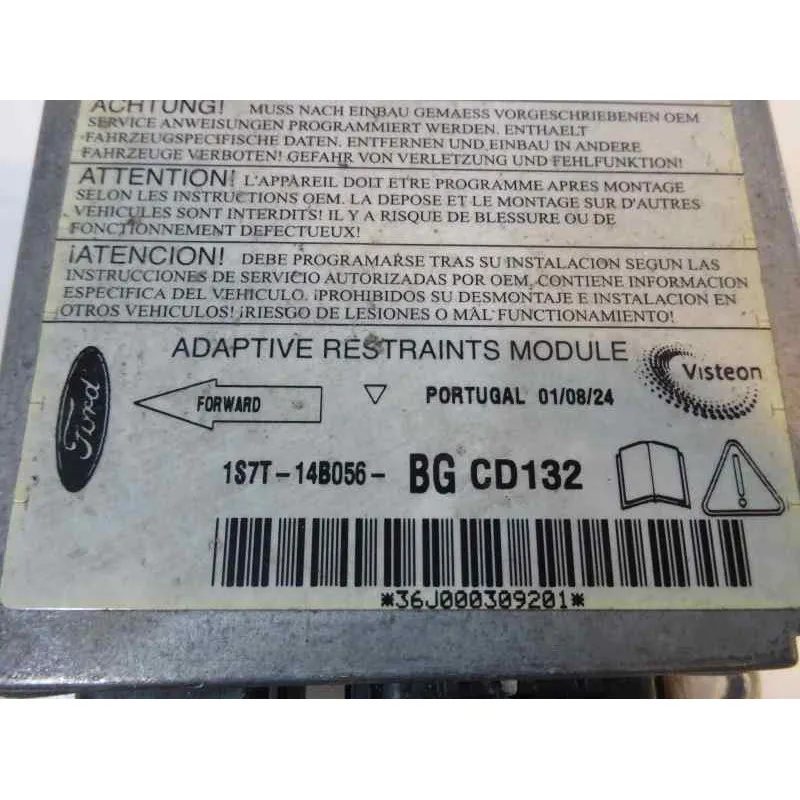 ACHTUNG! MUSS NACH EINBAU GEMAESS VORGESCHRIEBENEN OEM
SERVICE ANWEISUNGEN PROGRAMMIERT WERDEN. ENTHAELT
FAHRZEUGSPECIFISCHE DATEN. ENTFERNEN UND EINBAU IN ANDERE
FAHRZEUGE VERBOTEN! GEFAHR VON VERLETZUNG UND FEHLFUNKTION!
ATTENTION! L'APPAREIL DOIT ETRE PROGRAMME APRES MONTAGE
SELON LES INSTRUCTIONS OEM. LA DEPOSE ET LE MONTAGE SUR D'AUTRES
VEHICULES SONT INTERDITS! IL Y A RISQUE DE BLESSURE OU DE
FONCTIONNEMENT DEFECTUEUX!
¡ATENCION! DEBE PROGRAMARSE TRAS SU INSTALACION SEGUN LAS
INSTRUCCIONES DE SERVICIO AUTORIZADAS POR OEM. CONTIENE INFORMACION
ESPECIFICA DEL VEHICULO. ¡PROHIBIDOS SU DESMONTAJE E INSTALACION EN
OTROS VEHICULOS! ¡RIESGO DE LESIONES O MAL FUNCTIONAMIENTO!
ADAPTIVE RESTRAINTS MODULE
Visteon
Ford
FORWARD
PORTUGAL 01/08/24
1S7T-14B056- BG CD132
*36J000309201*